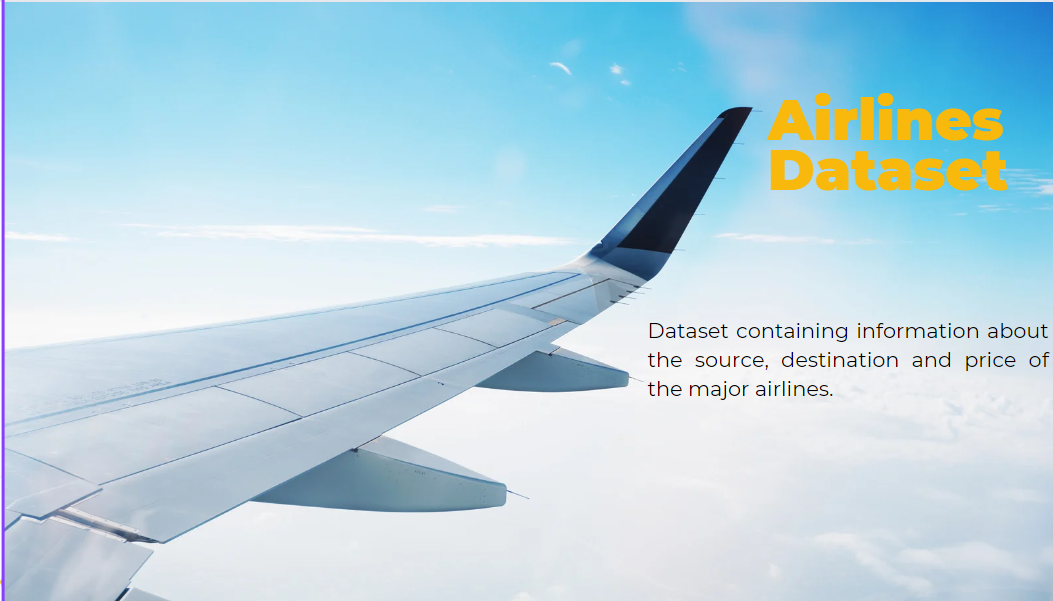 Airlines
Dataset
Dataset containing information about
the source, destination and price of
the major airlines.